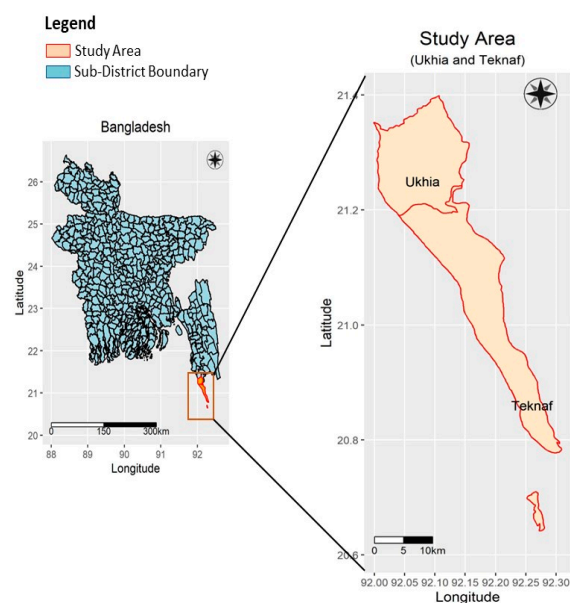 Legend
Study Area
Sub-District Boundary
Bangladesh
26
25
24
23
22
21
20
Latitude
0 150 300km
88 89 90 91 92
Longitude
Study Area
(Ukhia and Teknaf)
21.4
21.2
21.0
20.8
20.6
Latitude
Ukhia
Teknaf
0 5 10km
92.00 92.05 92.10 92.15 92.20 92.25 92.30
Longitude